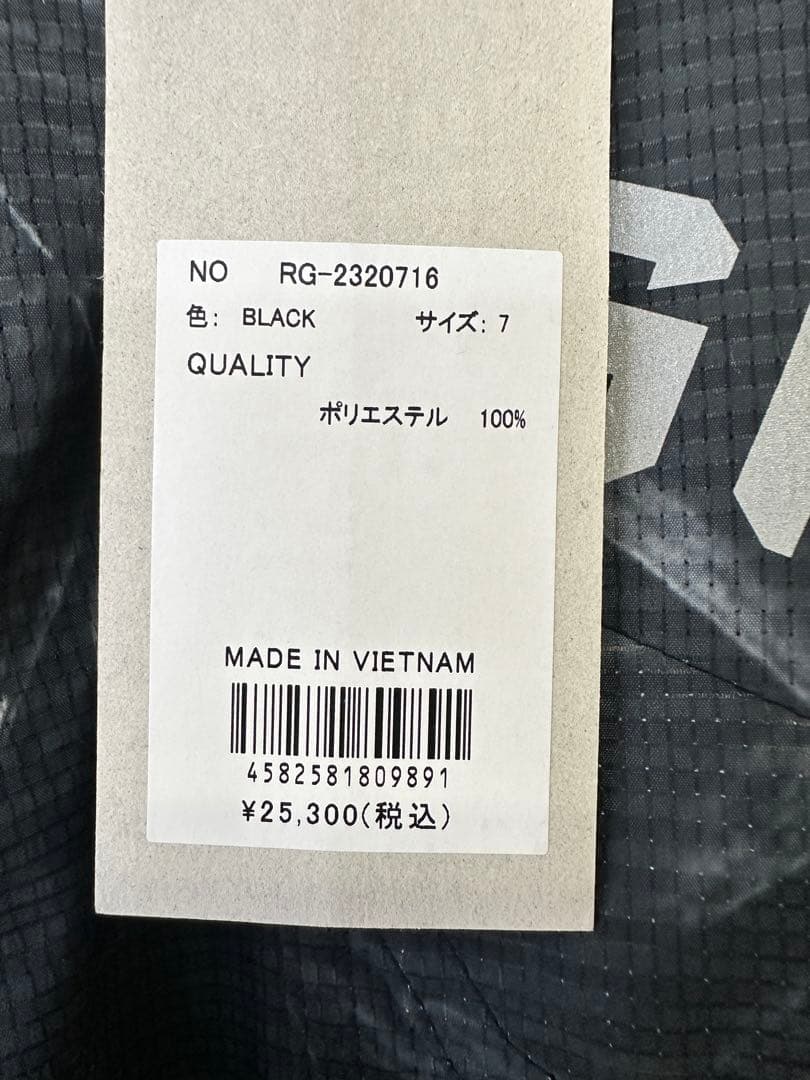 NO RG-2320716
色: BLACK サイズ: 7
QUALITY
ポリエステル 100%
MADE IN VIETNAM
4582581809891
¥25,300(税込)